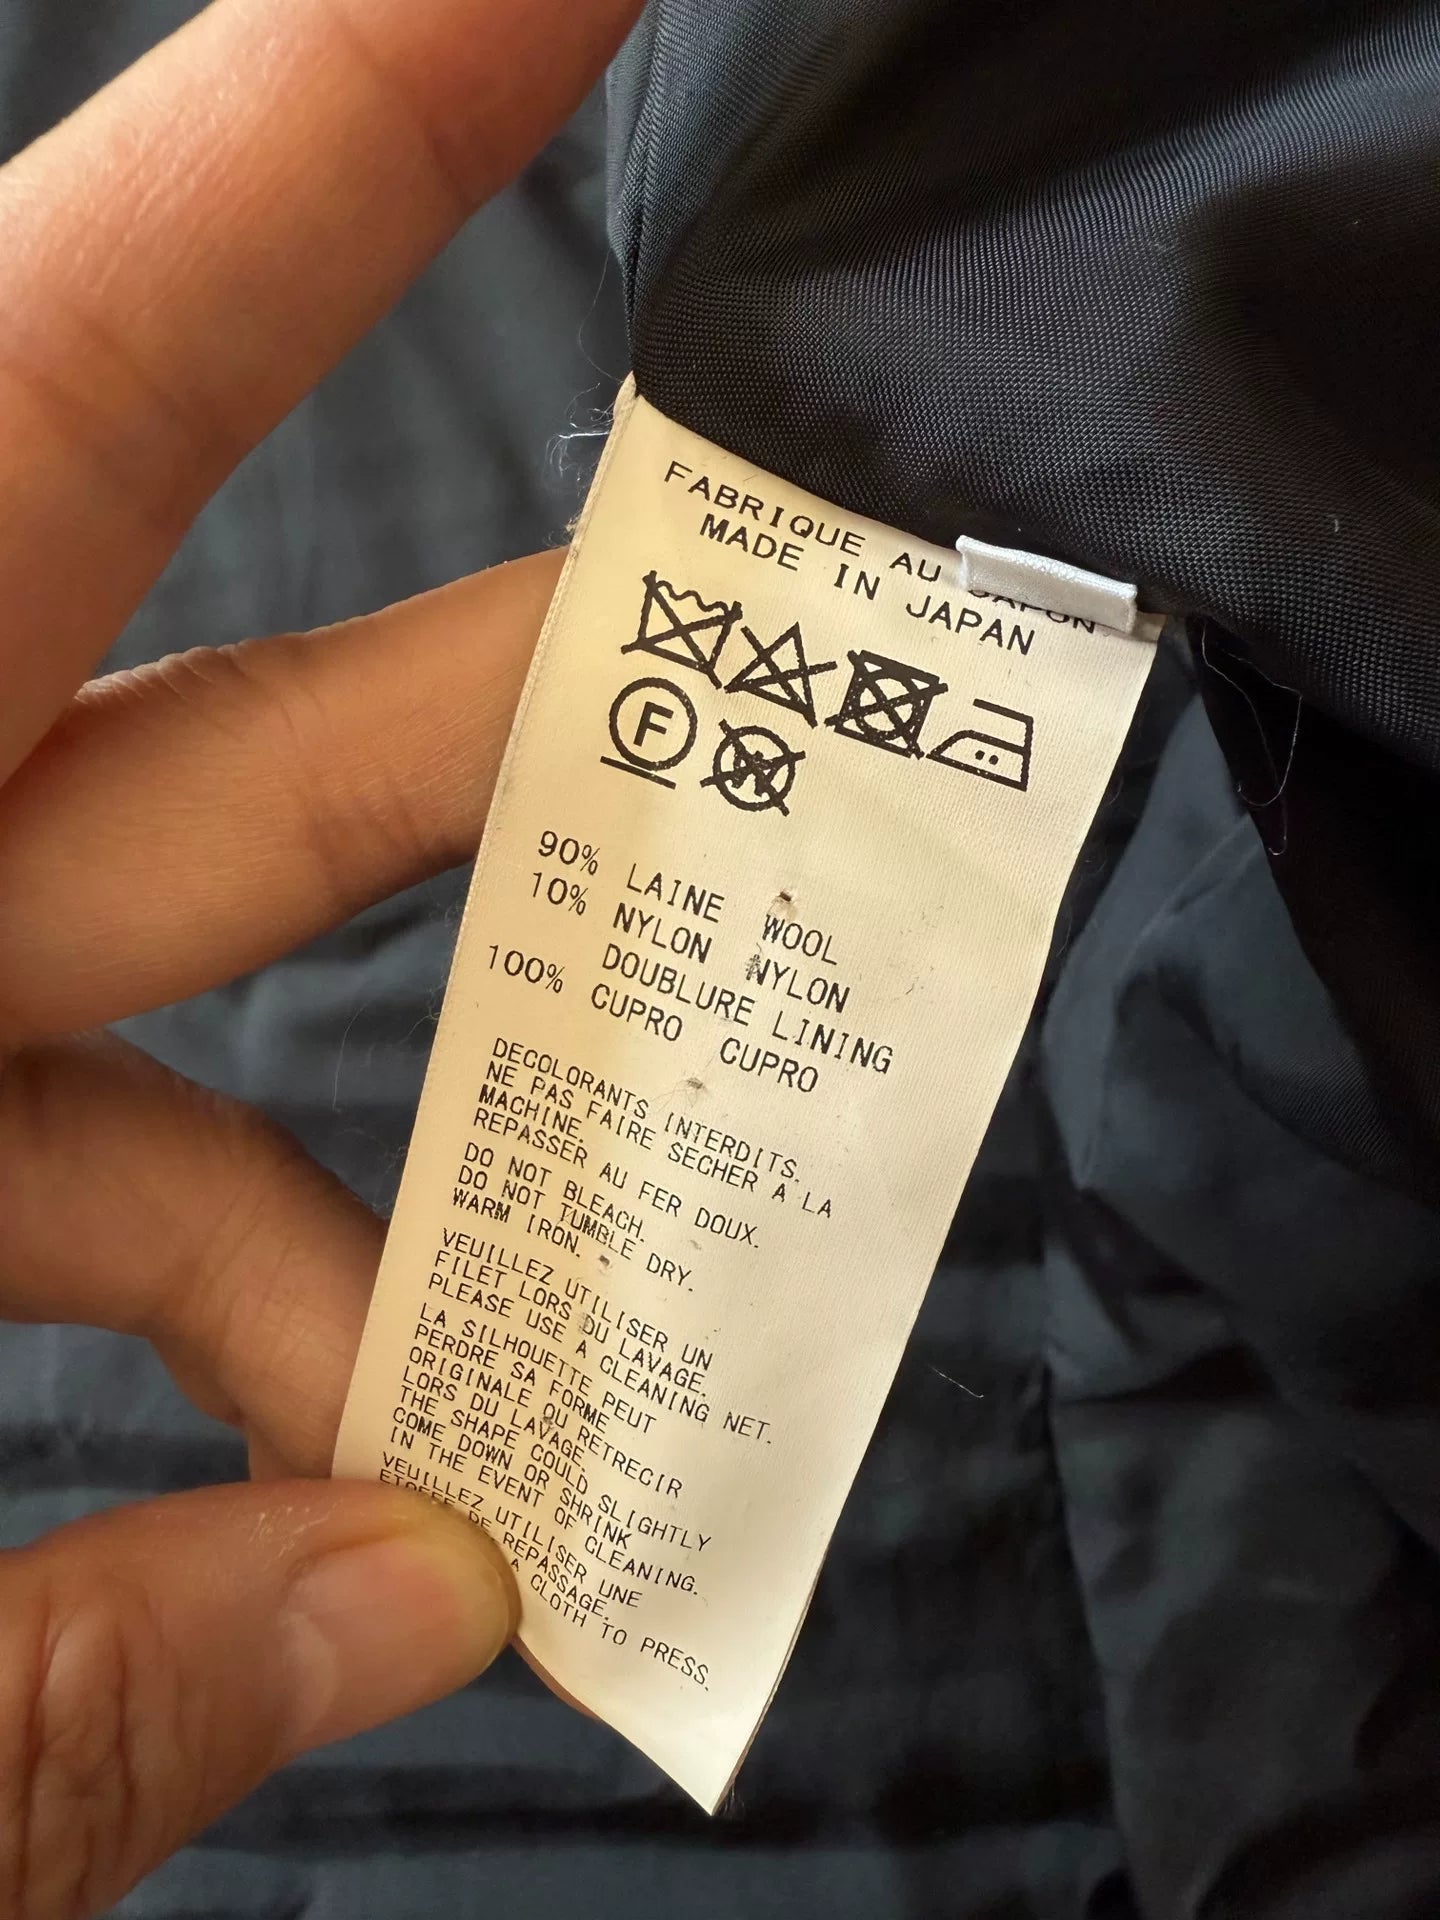 FABRIQUE AU JAPON
MADE IN JAPAN
F
W
90% LAINE WOOL
10% NYLON NYLON
DOUBLURE LINING
100% CUPRO CUPRO
DECOLORANTS INTERDITS.
NE PAS FAIRE SECHER A LA
MACHINE.
REPASSER AU FER DOUX.
DO NOT BLEACH.
DO NOT TUMBLE DRY.
WARM IRON.
VEUILLEZ UTILISER UN
FILET LORS DU LAVAGE.
PLEASE USE A CLEANING NET.
LA SILHOUETTE PEUT
PERDRE SA FORME
ORIGINALE OU RETRECIR
LORS DU LAVAGE.
THE SHAPE COULD SLIGHTLY
COME DOWN OR SHRINK
IN THE EVENT OF CLEANING.
VEUILLEZ UTILISER UNE
ETOFFE DE REPASSAGE.
A CLOTH TO PRESS.